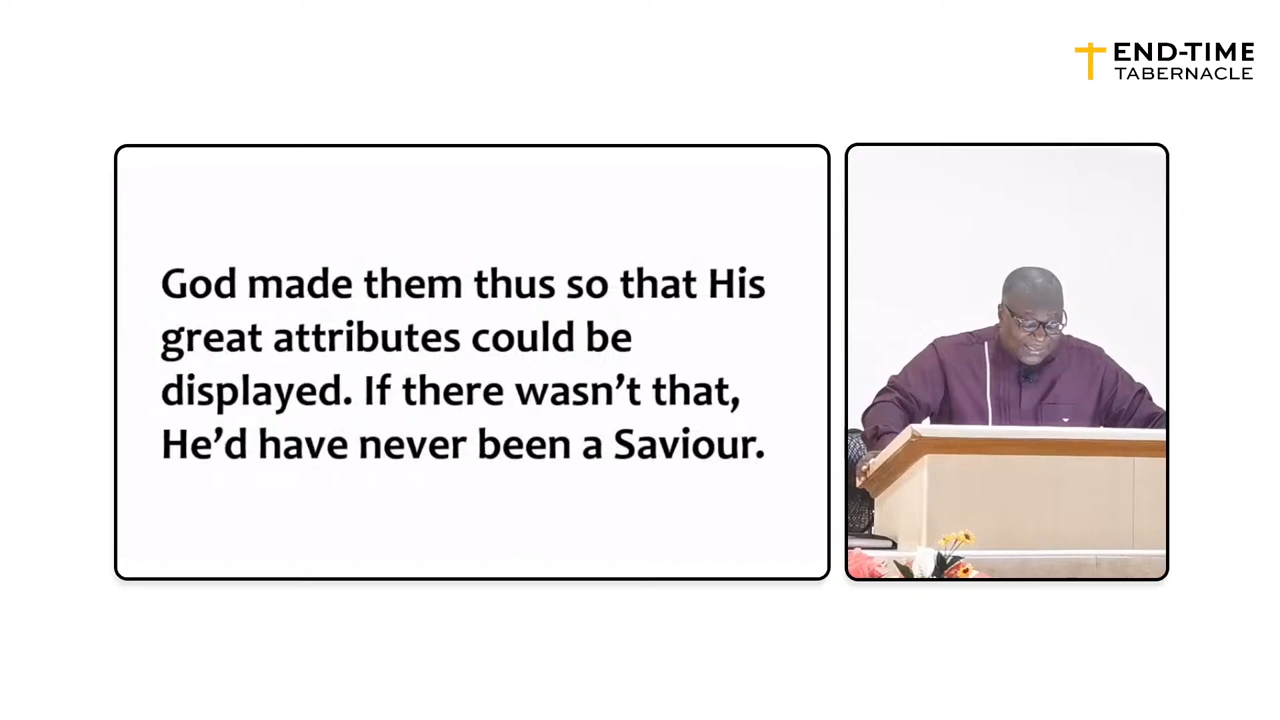 END-TIME
TABERNACLE
God made them thus so that His
great attributes could be
displayed. If there wasn't that,
He'd have never been a Saviour.